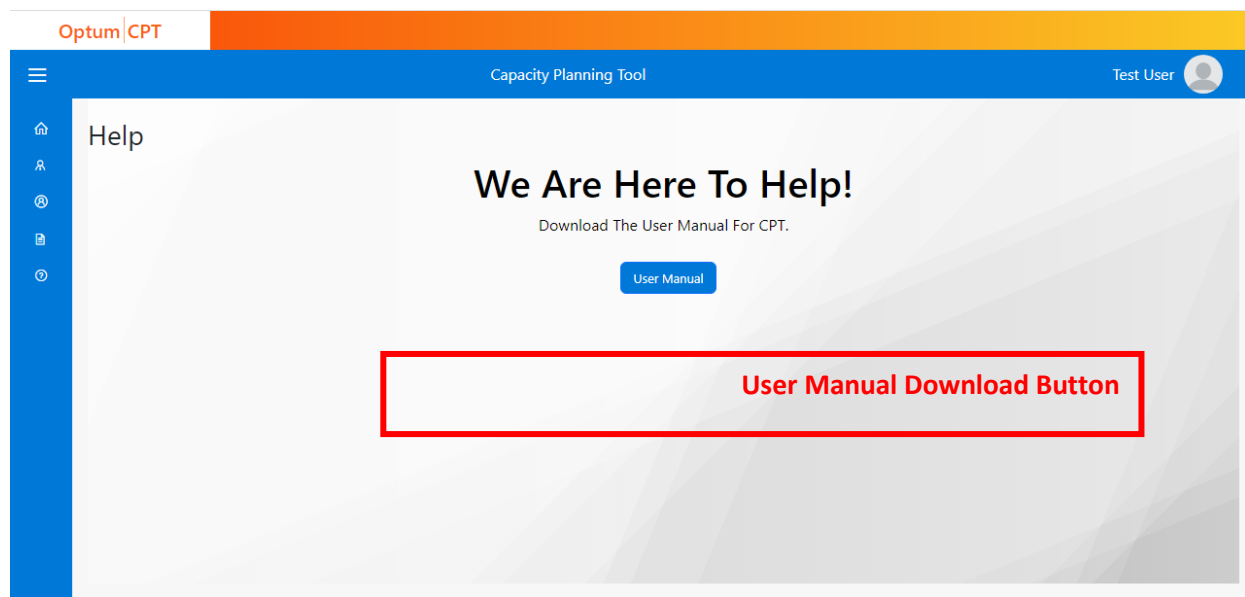 Optum|CPT
Capacity Planning Tool
Test User
Help
We Are Here To Help!
Download The User Manual For CPT.
User Manual
User Manual Download Button